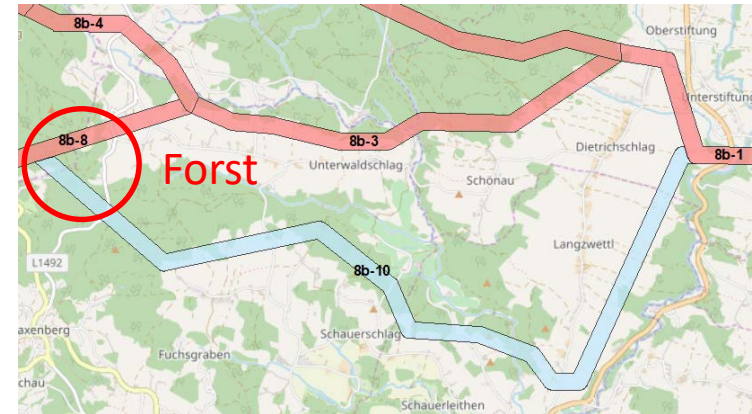 8b-4
Oberstiftung
Unterstiftung
8b-8
8b-3
Dietrichschlag
8b-1
Forst
Unterwaldschlag
Schönau
Langzwettl
L1492
8b-10
axenberg
Schauerschlag
Fuchsgraben
chau
Schauerleithen